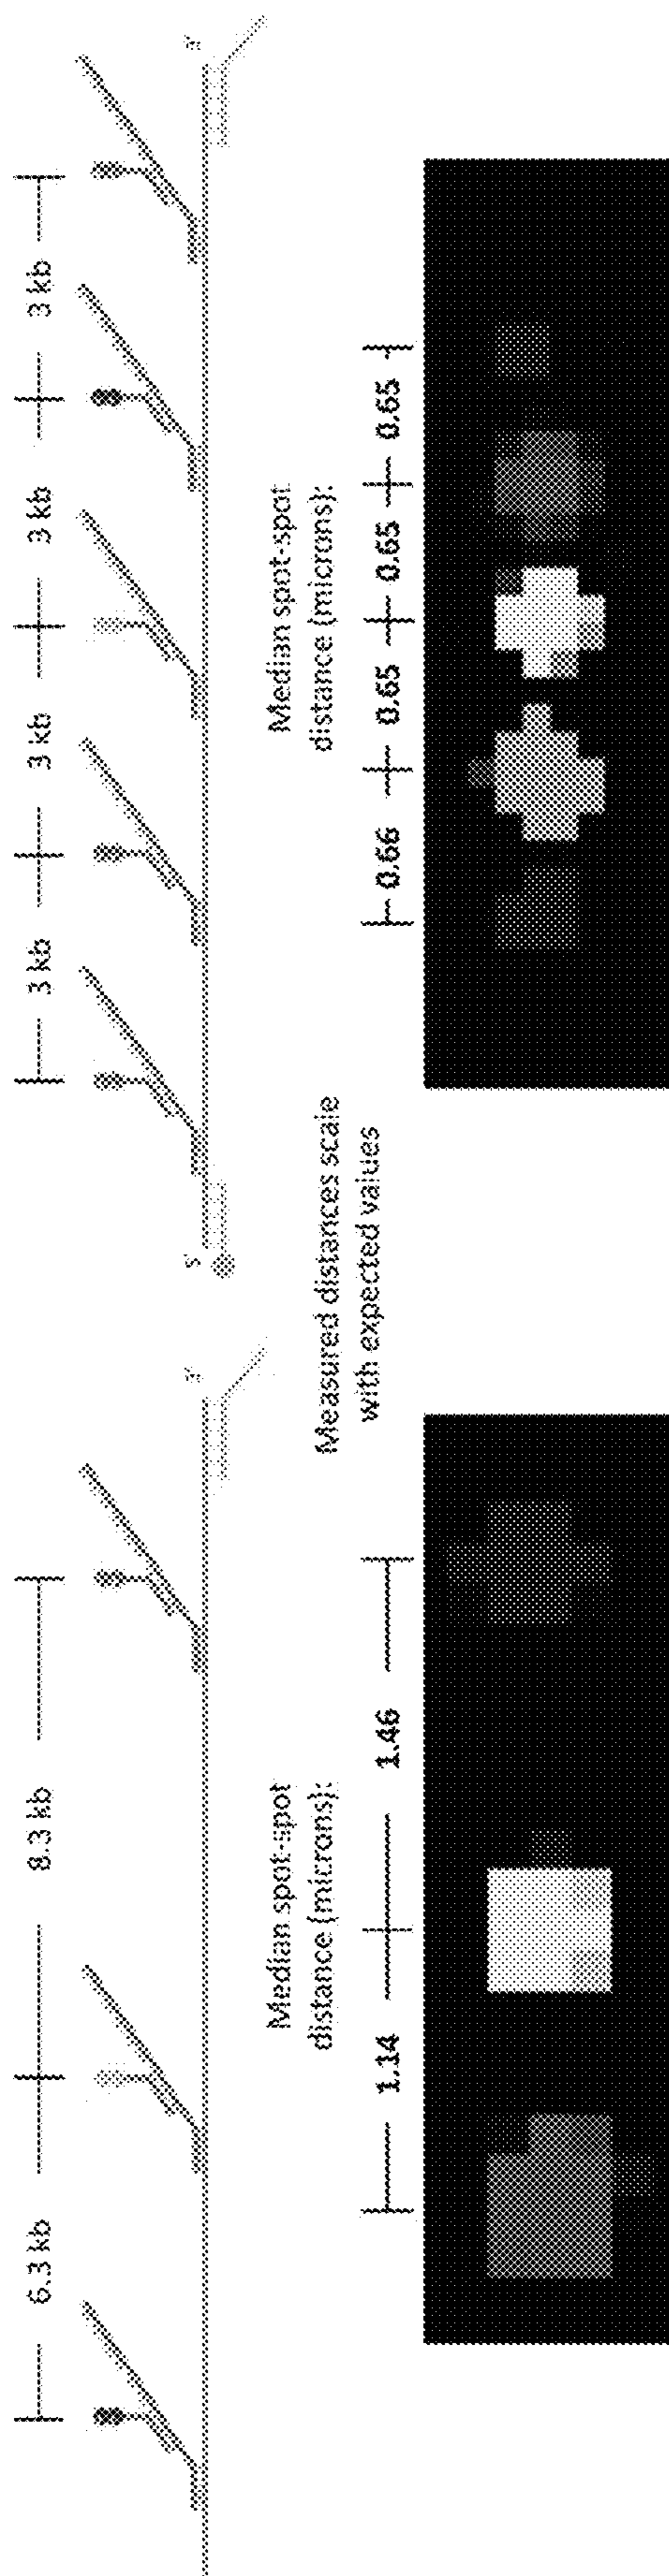 6.3 kb
8.3 kb
3'
Median spot-spot
distance (microns):
1.14
1.46
Measured distances scale
with expected values
3 kb
3 kb
3 kb
3 kb
5'
3'
Median spot-spot
distance (microns):
0.66
0.65
0.65
0.65